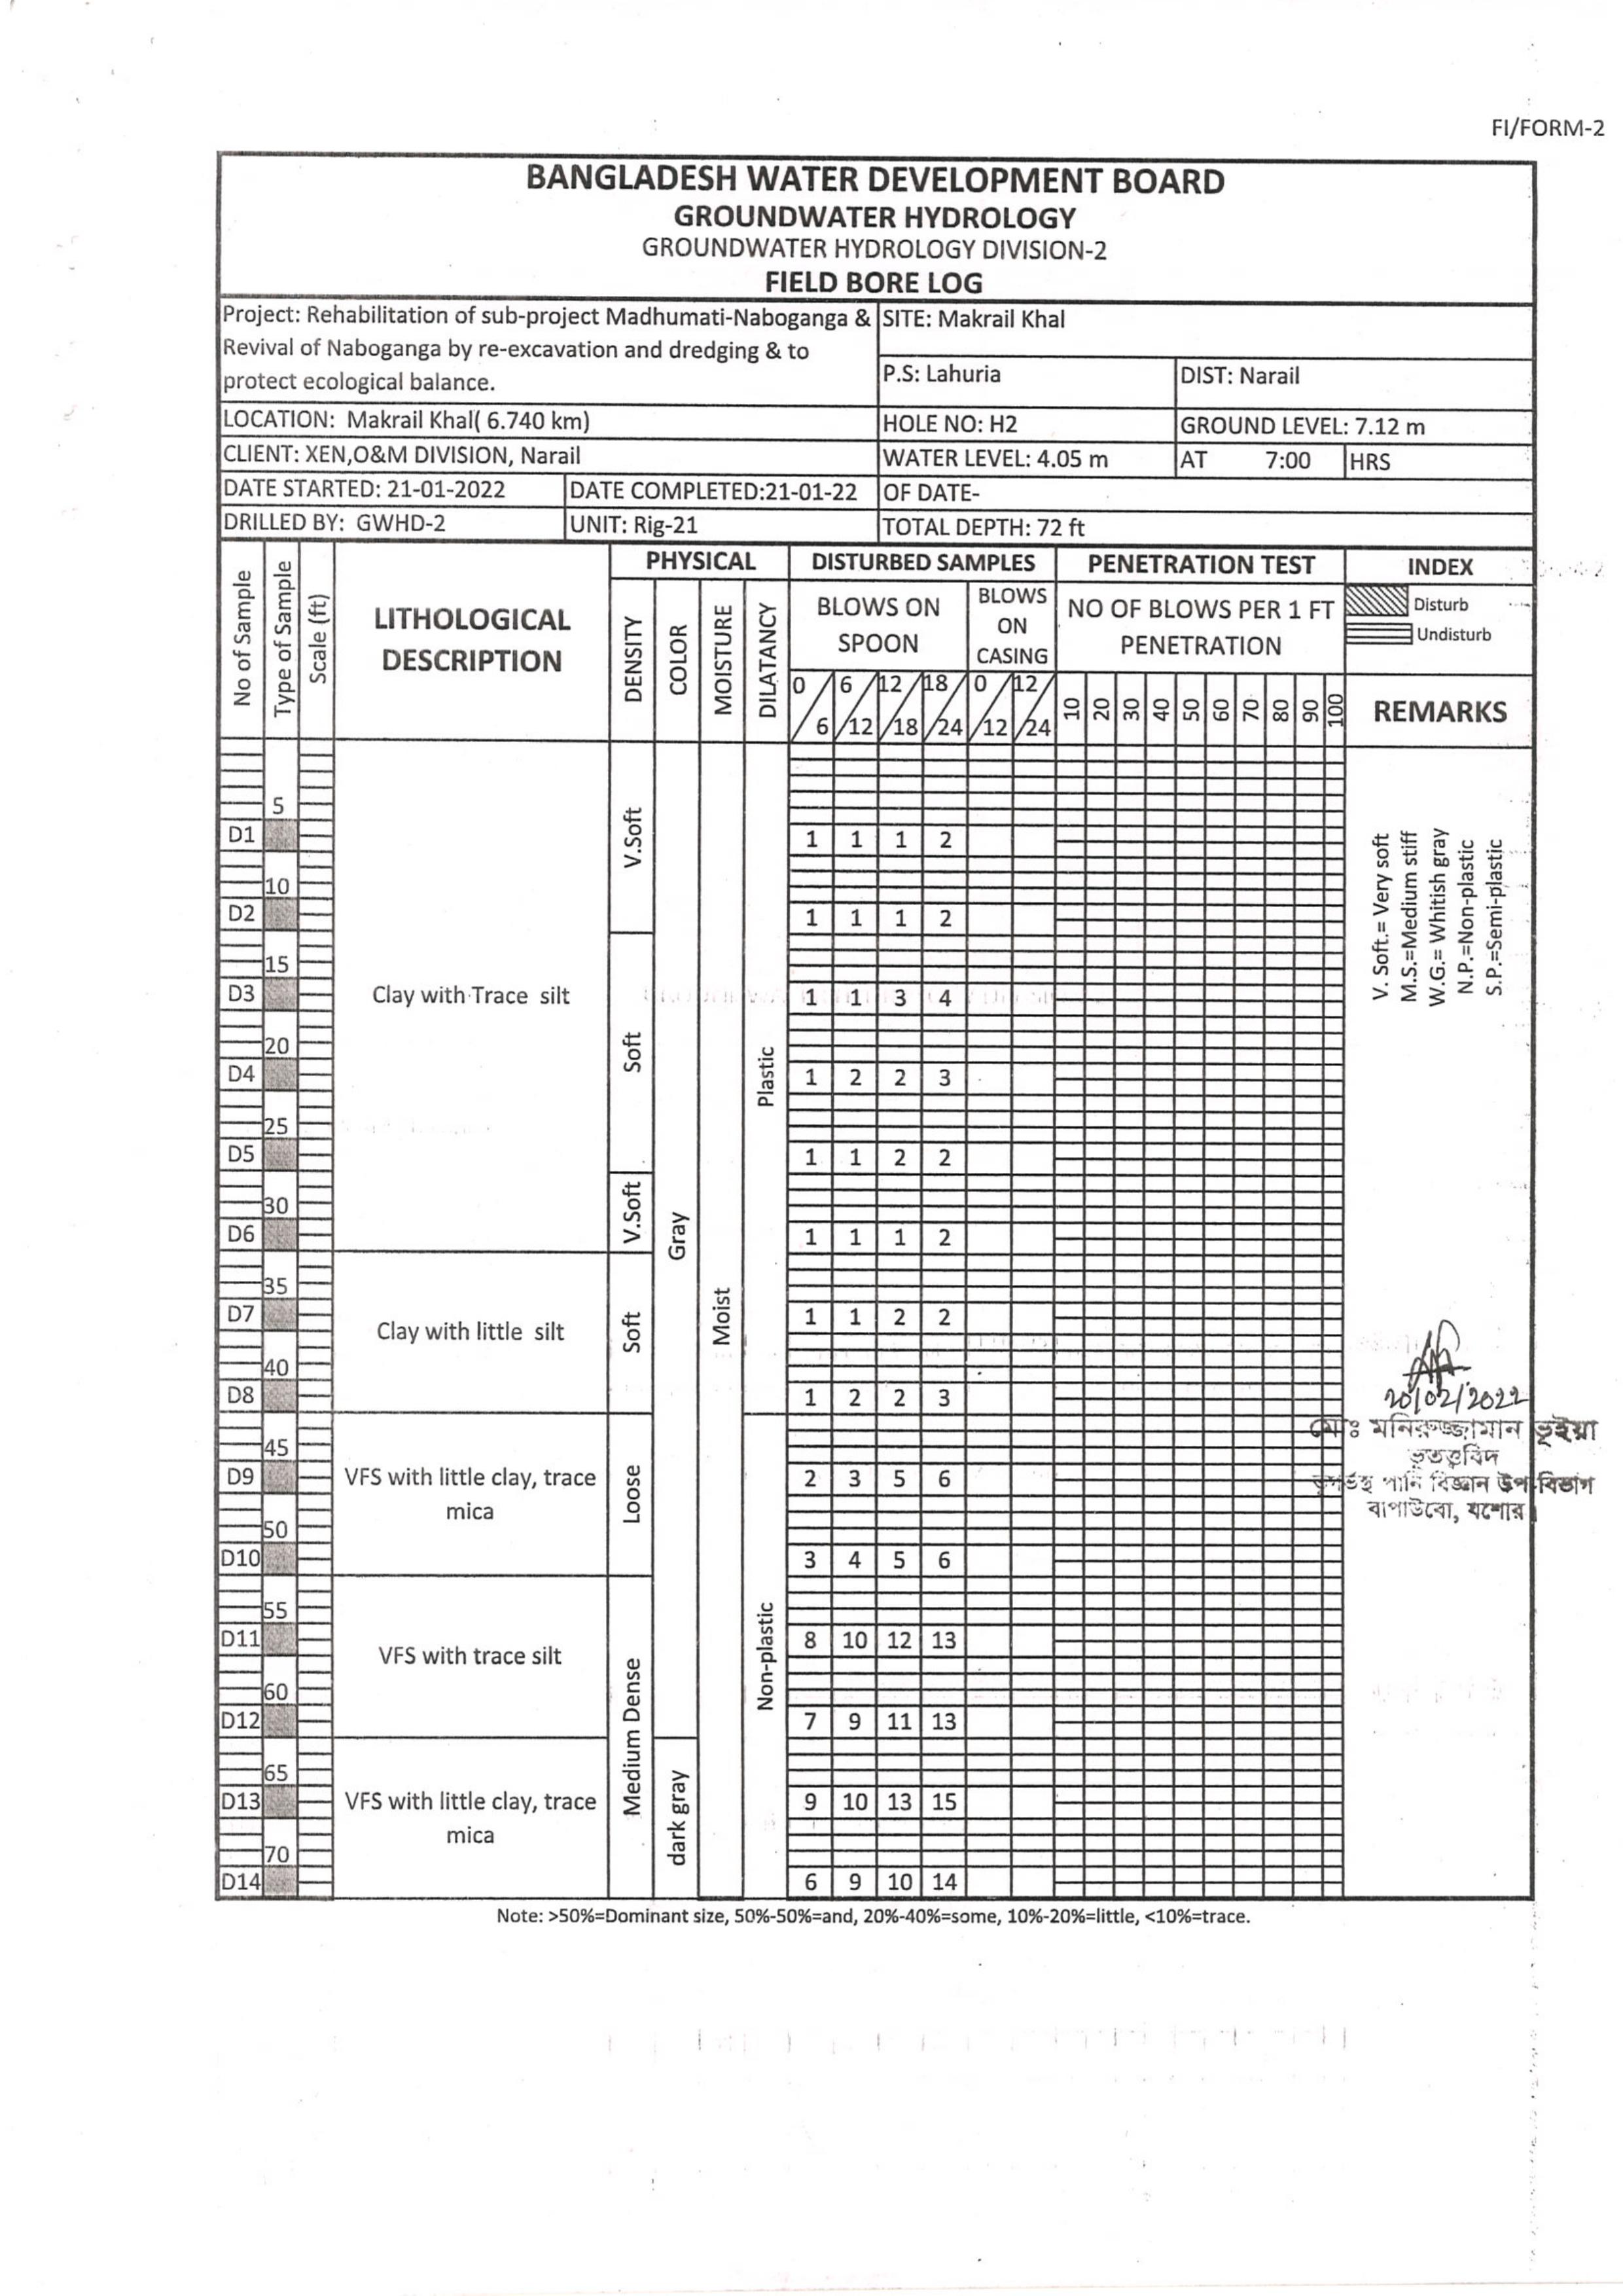 FI/FORM-2
BANGLADESH WATER DEVELOPMENT BOARD
GROUNDWATER HYDROLOGY
GROUNDWATER HYDROLOGY DIVISION-2
FIELD BORE LOG
Project: Rehabilitation of sub-project Madhumati-Naboganga &
Revival of Naboganga by re-excavation and dredging & to
protect ecological balance.
SITE: Makrail Khal
P.S: Lahuria DIST: Narail
LOCATION: Makrail Khal( 6.740 km) HOLE NO: H2 GROUND LEVEL: 7.12 m
CLIENT: XEN,O&M DIVISION, Narail WATER LEVEL: 4.05 m AT 7:00 HRS
DATE STARTED: 21-01-2022 DATE COMPLETED:21-01-22 OF DATE-
DRILLED BY: GWHD-2 UNIT: Rig-21 TOTAL DEPTH: 72 ft
No of Sample
Type of Sample
Scale (ft)
LITHOLOGICAL
DESCRIPTION
PHYSICAL
DENSITY
COLOR
MOISTURE
DILATANCY
DISTURBED SAMPLES
BLOWS ON
SPOON
BLOWS
ON
CASING
0 6 12 18 0 12
6 12 18 24 12 24
PENETRATION TEST
NO OF BLOWS PER 1 FT
PENETRATION
10 20 30 40 50 60 70 80 90 100
INDEX
Disturb
Undisturb
REMARKS
5
D1 1 1 1 2
10
D2 1 1 1 2
15
D3 1 1 3 4
20
D4 1 2 2 3
25
D5 1 1 2 2
30
D6 1 1 1 2
35
D7 1 1 2 2
40
D8 1 2 2 3
45
D9 2 3 5 6
50
D10 3 4 5 6
55
D11 8 10 12 13
60
D12 7 9 11 13
65
D13 9 10 13 15
70
D14 6 9 10 14
Clay with Trace silt
Clay with little silt
VFS with little clay, trace
mica
VFS with trace silt
VFS with little clay, trace
mica
V.Soft
Soft
V.Soft
Soft
Loose
Medium Dense
Gray
dark gray
Moist
Plastic
Non-plastic
V. Soft.= Very soft
M.S.=Medium stiff
W.G.= Whitish gray
N.P.=Non-plastic
S.P.=Semi-plastic
20/02/2022
মোঃ মনিরুজ্জামান ভূইয়া
ভূতত্ত্ববিদ
ভূগর্ভস্থ পানি বিজ্ঞান উপ-বিভাগ
বাপাউবো, যশোর।
Note: >50%=Dominant size, 50%-50%=and, 20%-40%=some, 10%-20%=little, <10%=trace.